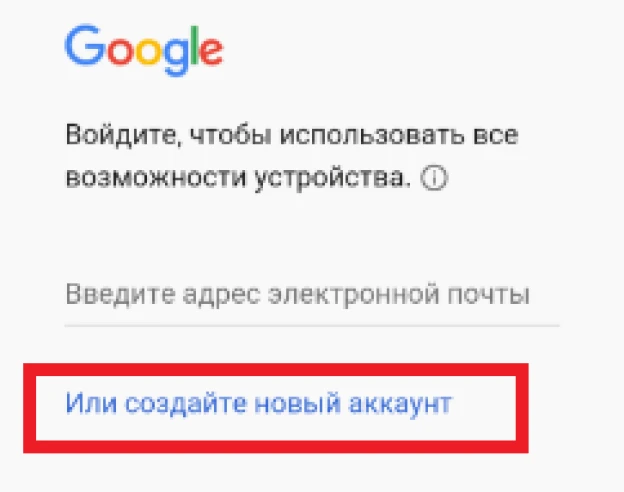 Google
Войдите, чтобы использовать все
возможности устройства.
Введите адрес электронной почты
Или создайте новый аккаунт